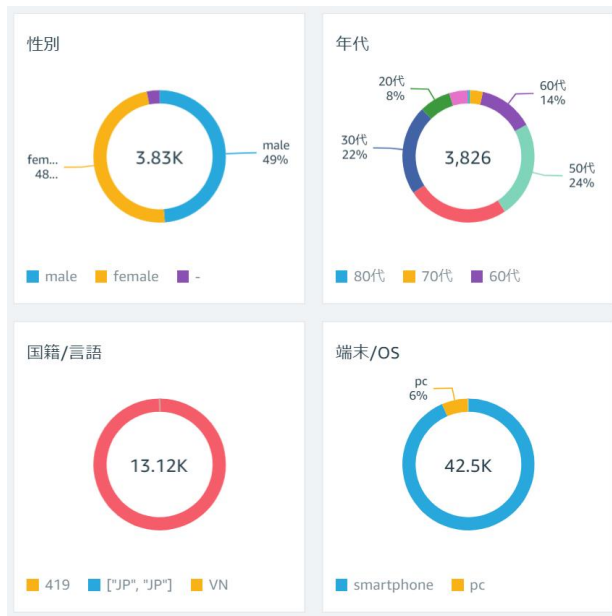 性別
fem...
48...
3.83K
male
49%
male female -
年代
20代
8%
60代
14%
30代
22%
3,826
50代
24%
80代 70代 60代
国籍/言語
13.12K
419 ["JP", "JP"] VN
端末/OS
pc
6%
42.5K
smartphone pc